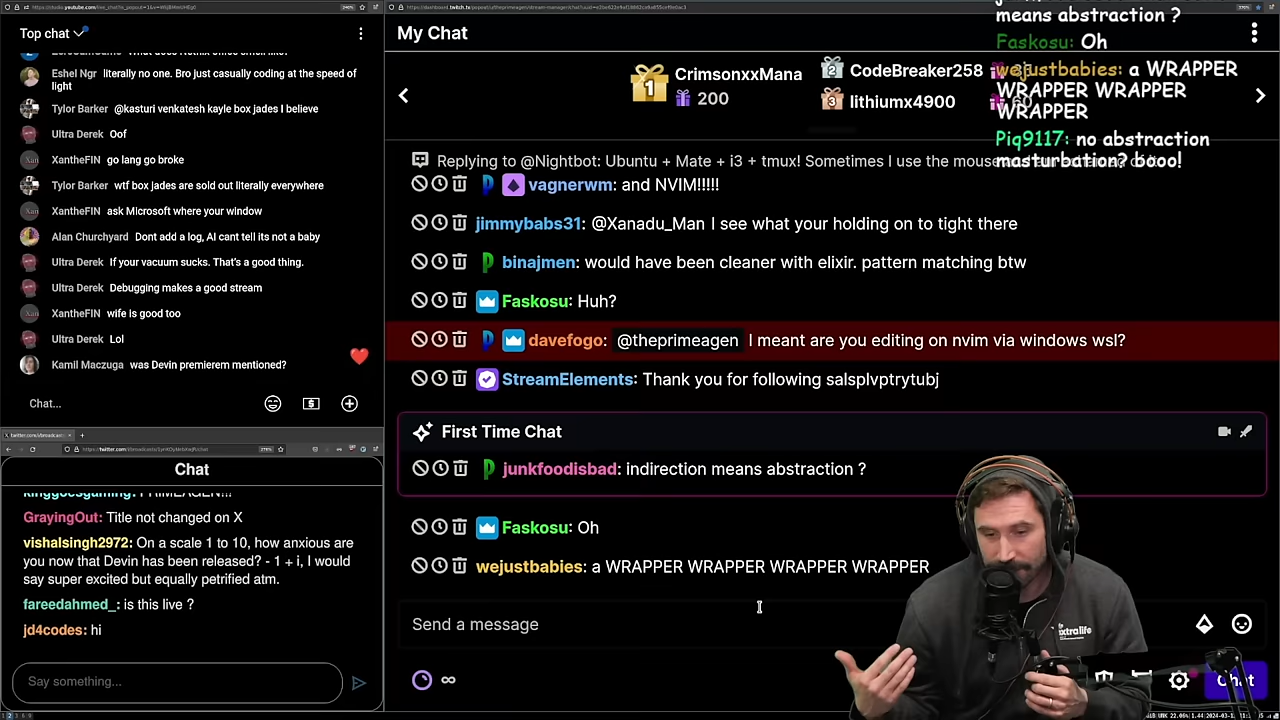 Top chat
Eshel Ngr literally no one. Bro just casually coding at the speed of
light
Tylor Barker @kasturi venkatesh kayle box jades I believe
Ultra Derek Oof
XantheFIN go lang go broke
Tylor Barker wtf box jades are sold out literally everywhere
XantheFIN ask Microsoft where your window
Alan Churchyard Dont add a log, AI cant tell its not a baby
Ultra Derek If your vacuum sucks. That's a good thing.
Ultra Derek Debugging makes a good stream
XantheFIN wife is good too
Ultra Derek Lol
Kamil Maczuga was Devin premierem mentioned?
Chat...
Chat
GrayingOut: Title not changed on X
vishalsingh2972: On a scale 1 to 10, how anxious are
you now that Devin has been released? - 1 + i, I would
say super excited but equally petrified atm.
fareedahmed_: is this live ?
jd4codes: hi
Say something...
My Chat
1 CrimsonxxMana
200
2 CodeBreaker258
3 lithiumx4900
Replying to @Nightbot: Ubuntu + Mate + i3 + tmux! Sometimes I use the mouse
vagnerwm: and NVIM!!!!!
jimmybabs31: @Xanadu_Man I see what your holding on to tight there
binajmen: would have been cleaner with elixir. pattern matching btw
Faskosu: Huh?
davefogo: @theprimeagen I meant are you editing on nvim via windows wsl?
StreamElements: Thank you for following salsplvptrytubj
First Time Chat
junkfoodisbad: indirection means abstraction ?
Faskosu: Oh
wejustbabies: a WRAPPER WRAPPER WRAPPER WRAPPER
Send a message
Chat
means abstraction ?
Faskosu: Oh
wejustbabies: a WRAPPER
WRAPPER WRAPPER
WRAPPER
Piq9117: no abstraction
masturbation? booo!